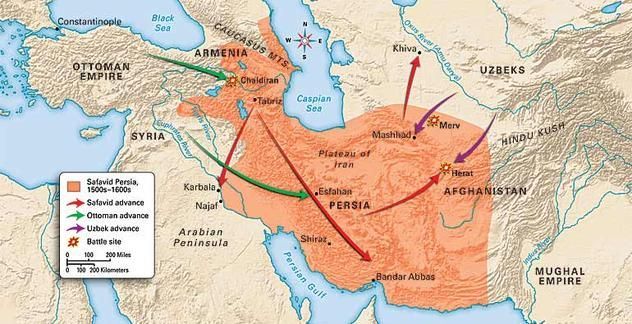 Constantinople
Black
Sea
CAUCASUS MTS.
ARMENIA
OTTOMAN
EMPIRE
Chaldiran
Tabriz
Caspian
Sea
N
W
E
S
Khiva
Oxus River (Amu Darya)
UZBEKS
SYRIA
Euphrates River
Tigris River
Mashhad
Merv
HINDU KUSH
Plateau of
Iran
Herat
AFGHANISTAN
Karbala
Najaf
Esfahan
PERSIA
Arabian
Peninsula
Shiraz
Persian Gulf
Bandar Abbas
Indus River
MUGHAL
EMPIRE
Safavid Persia,
1500s–1600s
Safavid advance
Ottoman advance
Uzbek advance
Battle site
0 100 200 Miles
0 100 200 Kilometers